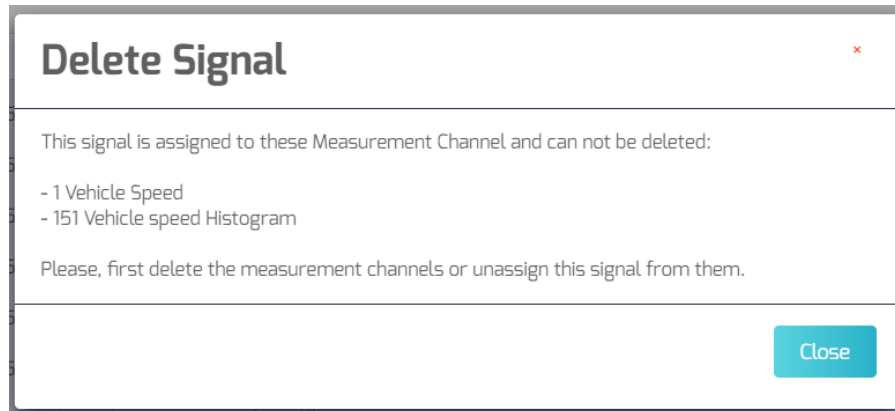 Delete Signal
×
This signal is assigned to these Measurement Channel and can not be deleted:
- 1 Vehicle Speed
- 151 Vehicle speed Histogram
Please, first delete the measurement channels or unassign this signal from them.
Close